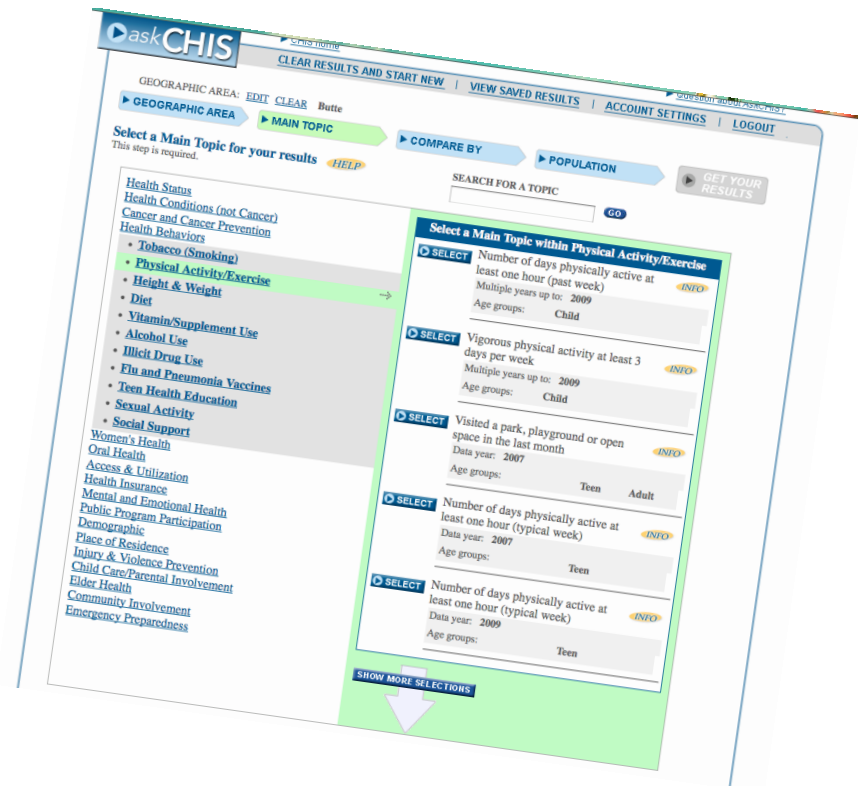 askCHIS
CHIS home
Question about AskCHIS?
CLEAR RESULTS AND START NEW | VIEW SAVED RESULTS | ACCOUNT SETTINGS | LOGOUT
GEOGRAPHIC AREA: EDIT CLEAR Butte
GEOGRAPHIC AREA
MAIN TOPIC
COMPARE BY
POPULATION
GET YOUR
RESULTS
Select a Main Topic for your results HELP
This step is required.
SEARCH FOR A TOPIC
GO
Health Status
Health Conditions (not Cancer)
Cancer and Cancer Prevention
Health Behaviors
• Tobacco (Smoking)
• Physical Activity/Exercise
• Height & Weight
• Diet
• Vitamin/Supplement Use
• Alcohol Use
• Illicit Drug Use
• Flu and Pneumonia Vaccines
• Teen Health Education
• Sexual Activity
• Social Support
Women's Health
Oral Health
Access & Utilization
Health Insurance
Mental and Emotional Health
Public Program Participation
Demographic
Place of Residence
Injury & Violence Prevention
Child Care/Parental Involvement
Elder Health
Community Involvement
Emergency Preparedness
Select a Main Topic within Physical Activity/Exercise
SELECT
Number of days physically active at
least one hour (past week)
INFO
Multiple years up to: 2009
Age groups: Child
SELECT
Vigorous physical activity at least 3
days per week
INFO
Multiple years up to: 2009
Age groups: Child
SELECT
Visited a park, playground or open
space in the last month
INFO
Data year: 2007
Age groups: Teen Adult
SELECT
Number of days physically active at
least one hour (typical week)
INFO
Data year: 2007
Age groups: Teen
SELECT
Number of days physically active at
least one hour (typical week)
INFO
Data year: 2009
Age groups: Teen
SHOW MORE SELECTIONS